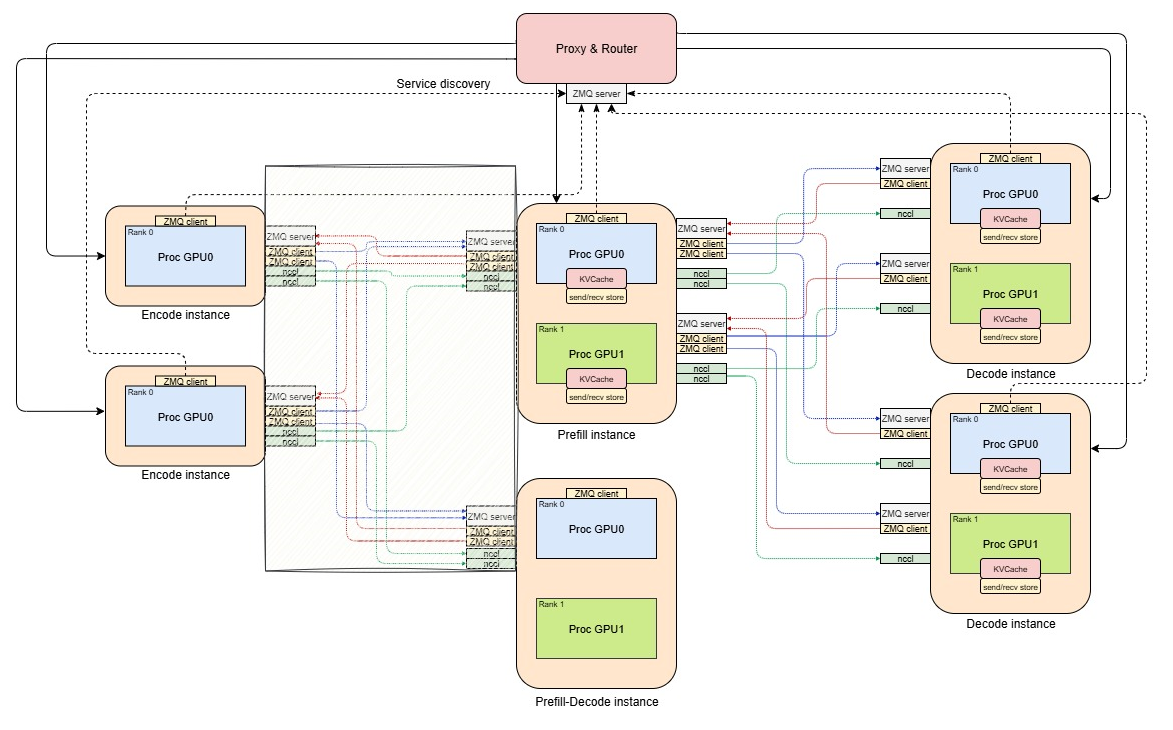 Proxy & Router
Service discovery
ZMQ server
ZMQ client
Rank 0
Proc GPU0
Encode instance
ZMQ server
ZMQ client
ZMQ client
nccl
nccl
ZMQ client
Rank 0
Proc GPU0
Encode instance
ZMQ server
ZMQ client
ZMQ client
nccl
nccl
ZMQ server
ZMQ client
ZMQ client
nccl
nccl
ZMQ server
ZMQ client
ZMQ client
nccl
nccl
ZMQ client
Rank 0
Proc GPU0
KVCache
send/recv store
Rank 1
Proc GPU1
KVCache
send/recv store
Prefill instance
ZMQ server
ZMQ client
ZMQ client
nccl
nccl
ZMQ server
ZMQ client
ZMQ client
nccl
nccl
ZMQ client
Rank 0
Proc GPU0
Rank 1
Proc GPU1
Prefill-Decode instance
ZMQ server
ZMQ client
nccl
ZMQ server
ZMQ client
nccl
ZMQ client
Rank 0
Proc GPU0
KVCache
send/recv store
Rank 1
Proc GPU1
KVCache
send/recv store
Decode instance
ZMQ server
ZMQ client
nccl
ZMQ server
ZMQ client
nccl
ZMQ client
Rank 0
Proc GPU0
KVCache
send/recv store
Rank 1
Proc GPU1
KVCache
send/recv store
Decode instance